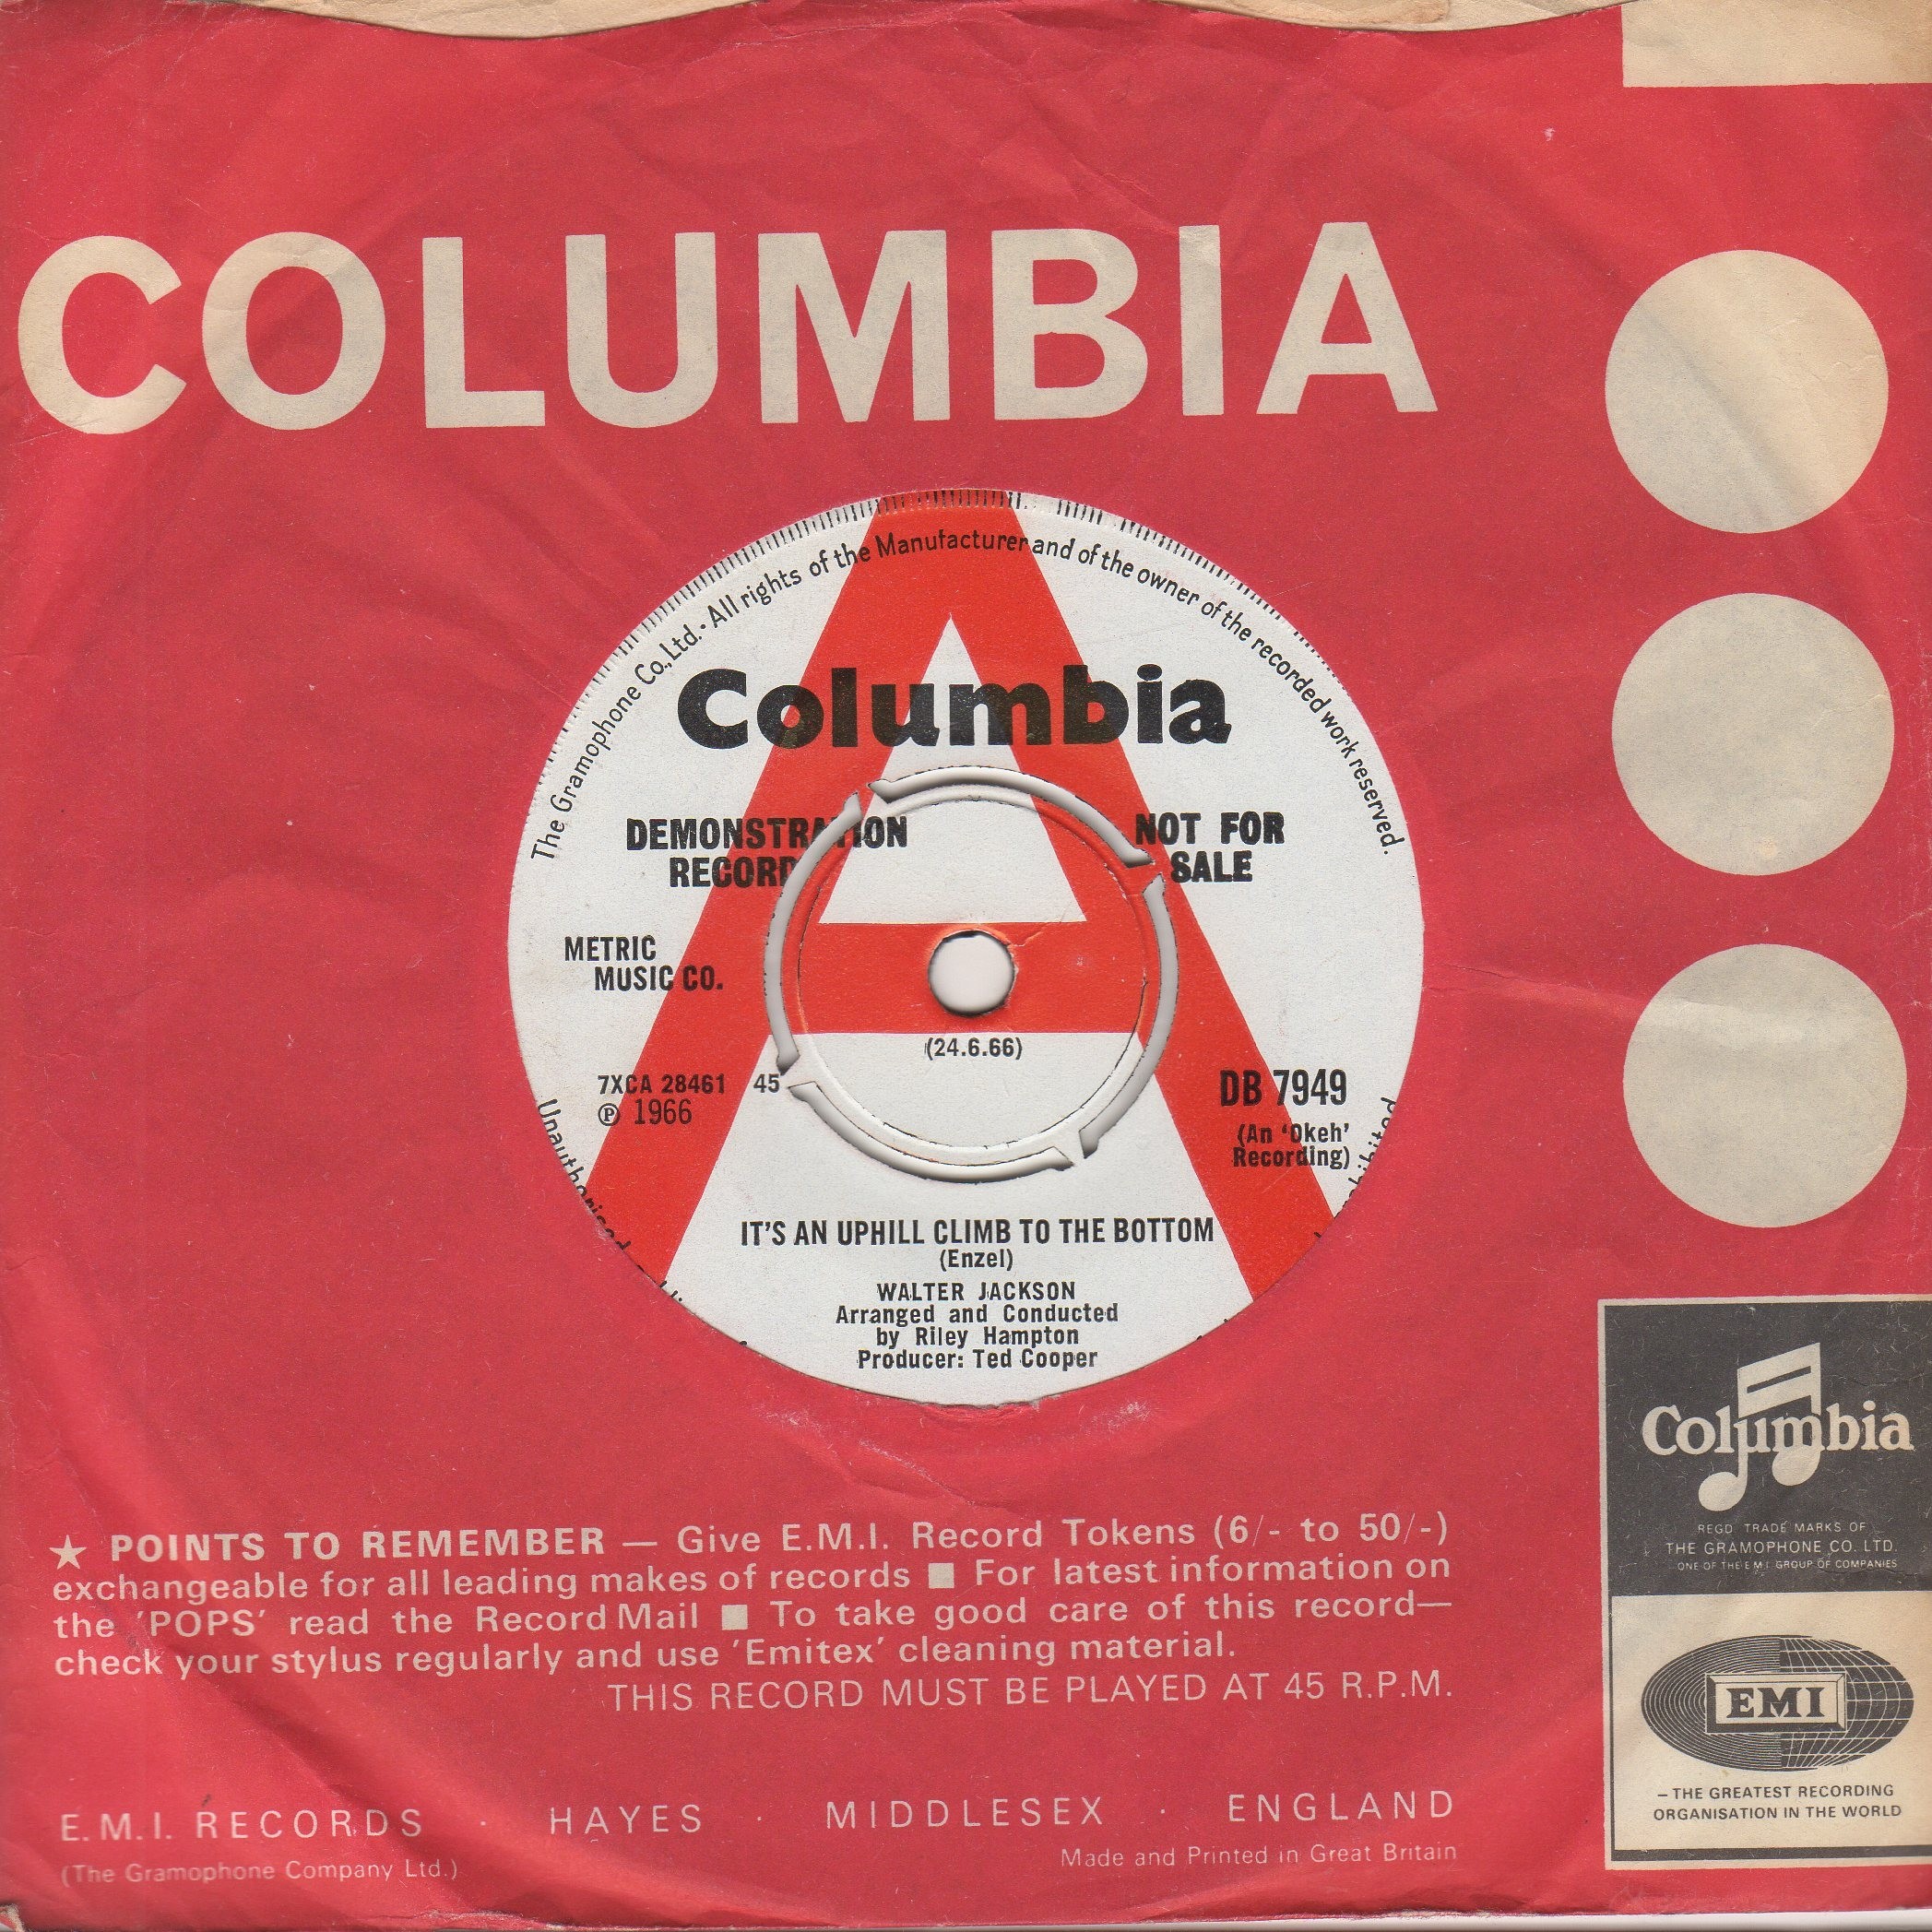 COLUMBIA
The Gramophone Co., Ltd. · All rights of the Manufacturer and of the owner of the recorded work reserved.
A
Columbia
DEMONSTRATION
RECORD
NOT FOR
SALE
METRIC
MUSIC CO.
(24.6.66)
7XCA 28461 45
℗ 1966
DB 7949
(An ‘Okeh’
Recording)
Unauthorised
IT'S AN UPHILL CLIMB TO THE BOTTOM
(Enzel)
WALTER JACKSON
Arranged and Conducted
by Riley Hampton
Producer: Ted Cooper
★ POINTS TO REMEMBER — Give E.M.I. Record Tokens (6/- to 50/-)
exchangeable for all leading makes of records ■ For latest information on
the 'POPS' read the Record Mail ■ To take good care of this record—
check your stylus regularly and use 'Emitex' cleaning material.
THIS RECORD MUST BE PLAYED AT 45 R.P.M.
E.M.I. RECORDS · HAYES · MIDDLESEX · ENGLAND
(The Gramophone Company Ltd.)
Made and Printed in Great Britain
Columbia
REGD TRADE MARKS OF
THE GRAMOPHONE CO. LTD.
ONE OF THE E.M.I. GROUP OF COMPANIES
EMI
– THE GREATEST RECORDING
ORGANISATION IN THE WORLD